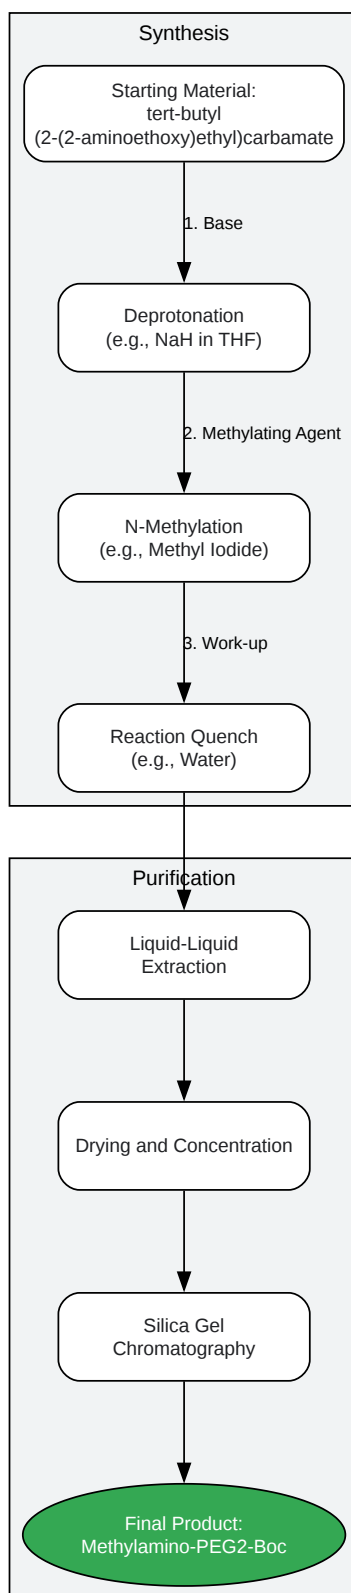 Synthesis
Starting Material:
tert-butyl
(2-(2-aminoethoxy)ethyl)carbamate
1. Base
Deprotonation
(e.g., NaH in THF)
2. Methylating Agent
N-Methylation
(e.g., Methyl Iodide)
3. Work-up
Reaction Quench
(e.g., Water)
Purification
Liquid-Liquid
Extraction
Drying and Concentration
Silica Gel
Chromatography
Final Product:
Methylamino-PEG2-Boc